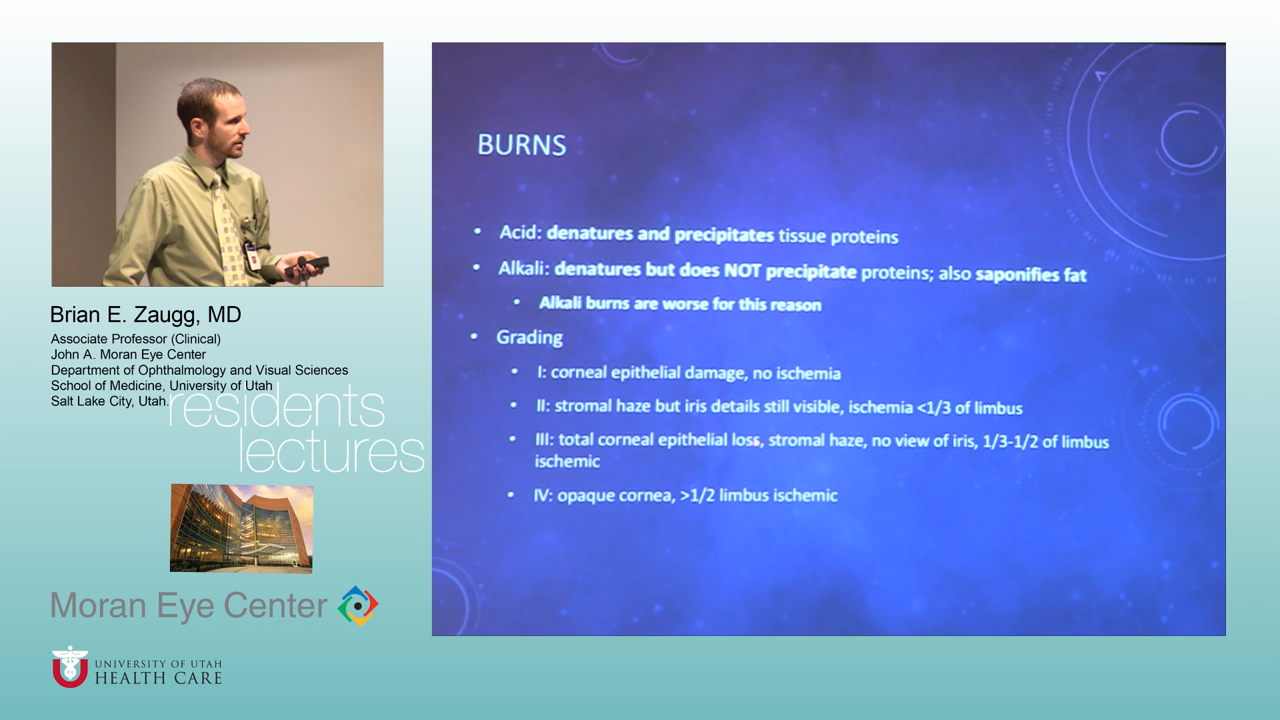 Brian E. Zaugg, MD
Associate Professor (Clinical)
John A. Moran Eye Center
Department of Ophthalmology and Visual Sciences
School of Medicine, University of Utah
Salt Lake City, Utah.
residents
lectures
Moran Eye Center
UNIVERSITY OF UTAH
HEALTH CARE
BURNS
• Acid: denatures and precipitates tissue proteins
• Alkali: denatures but does NOT precipitate proteins; also saponifies fat
• Alkali burns are worse for this reason
• Grading
• I: corneal epithelial damage, no ischemia
• II: stromal haze but iris details still visible, ischemia <1/3 of limbus
• III: total corneal epithelial loss, stromal haze, no view of iris, 1/3-1/2 of limbus
ischemic
• IV: opaque cornea, >1/2 limbus ischemic